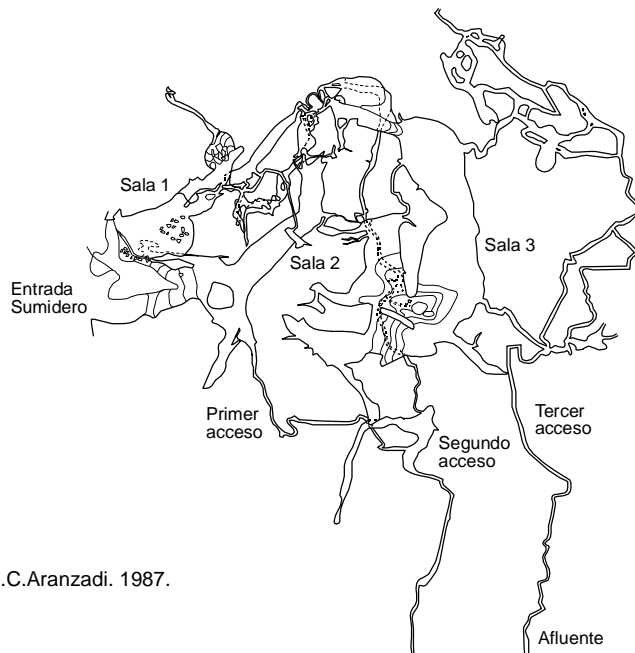 Sala 1
Sala 2
Sala 3
Entrada
Sumidero
Primer
acceso
Segundo
acceso
Tercer
acceso
.C.Aranzadi. 1987.
Afluente